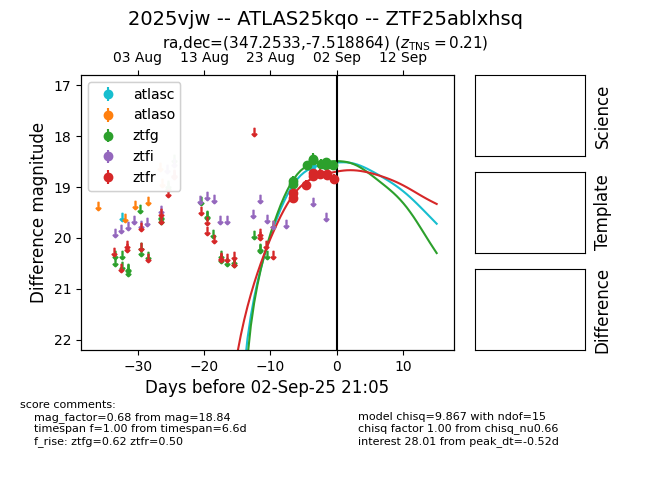 2025vjw -- ATLAS25kqo -- ZTF25ablxhsq
ra,dec=(347.2533,-7.518864) (z_TNS = 0.21)
03 Aug 13 Aug 23 Aug 02 Sep 12 Sep
17
18
19
20
21
22
Difference magnitude
atlasc
atlaso
ztfg
ztfi
ztfr
−30 −20 −10 0 10
Days before 02-Sep-25 21:05
Science
Template
Difference
score comments:
mag_factor=0.68 from mag=18.84
timespan f=1.00 from timespan=6.6d
f_rise: ztfg=0.62 ztfr=0.50
model chisq=9.867 with ndof=15
chisq factor 1.00 from chisq_nu0.66
interest 28.01 from peak_dt=-0.52d